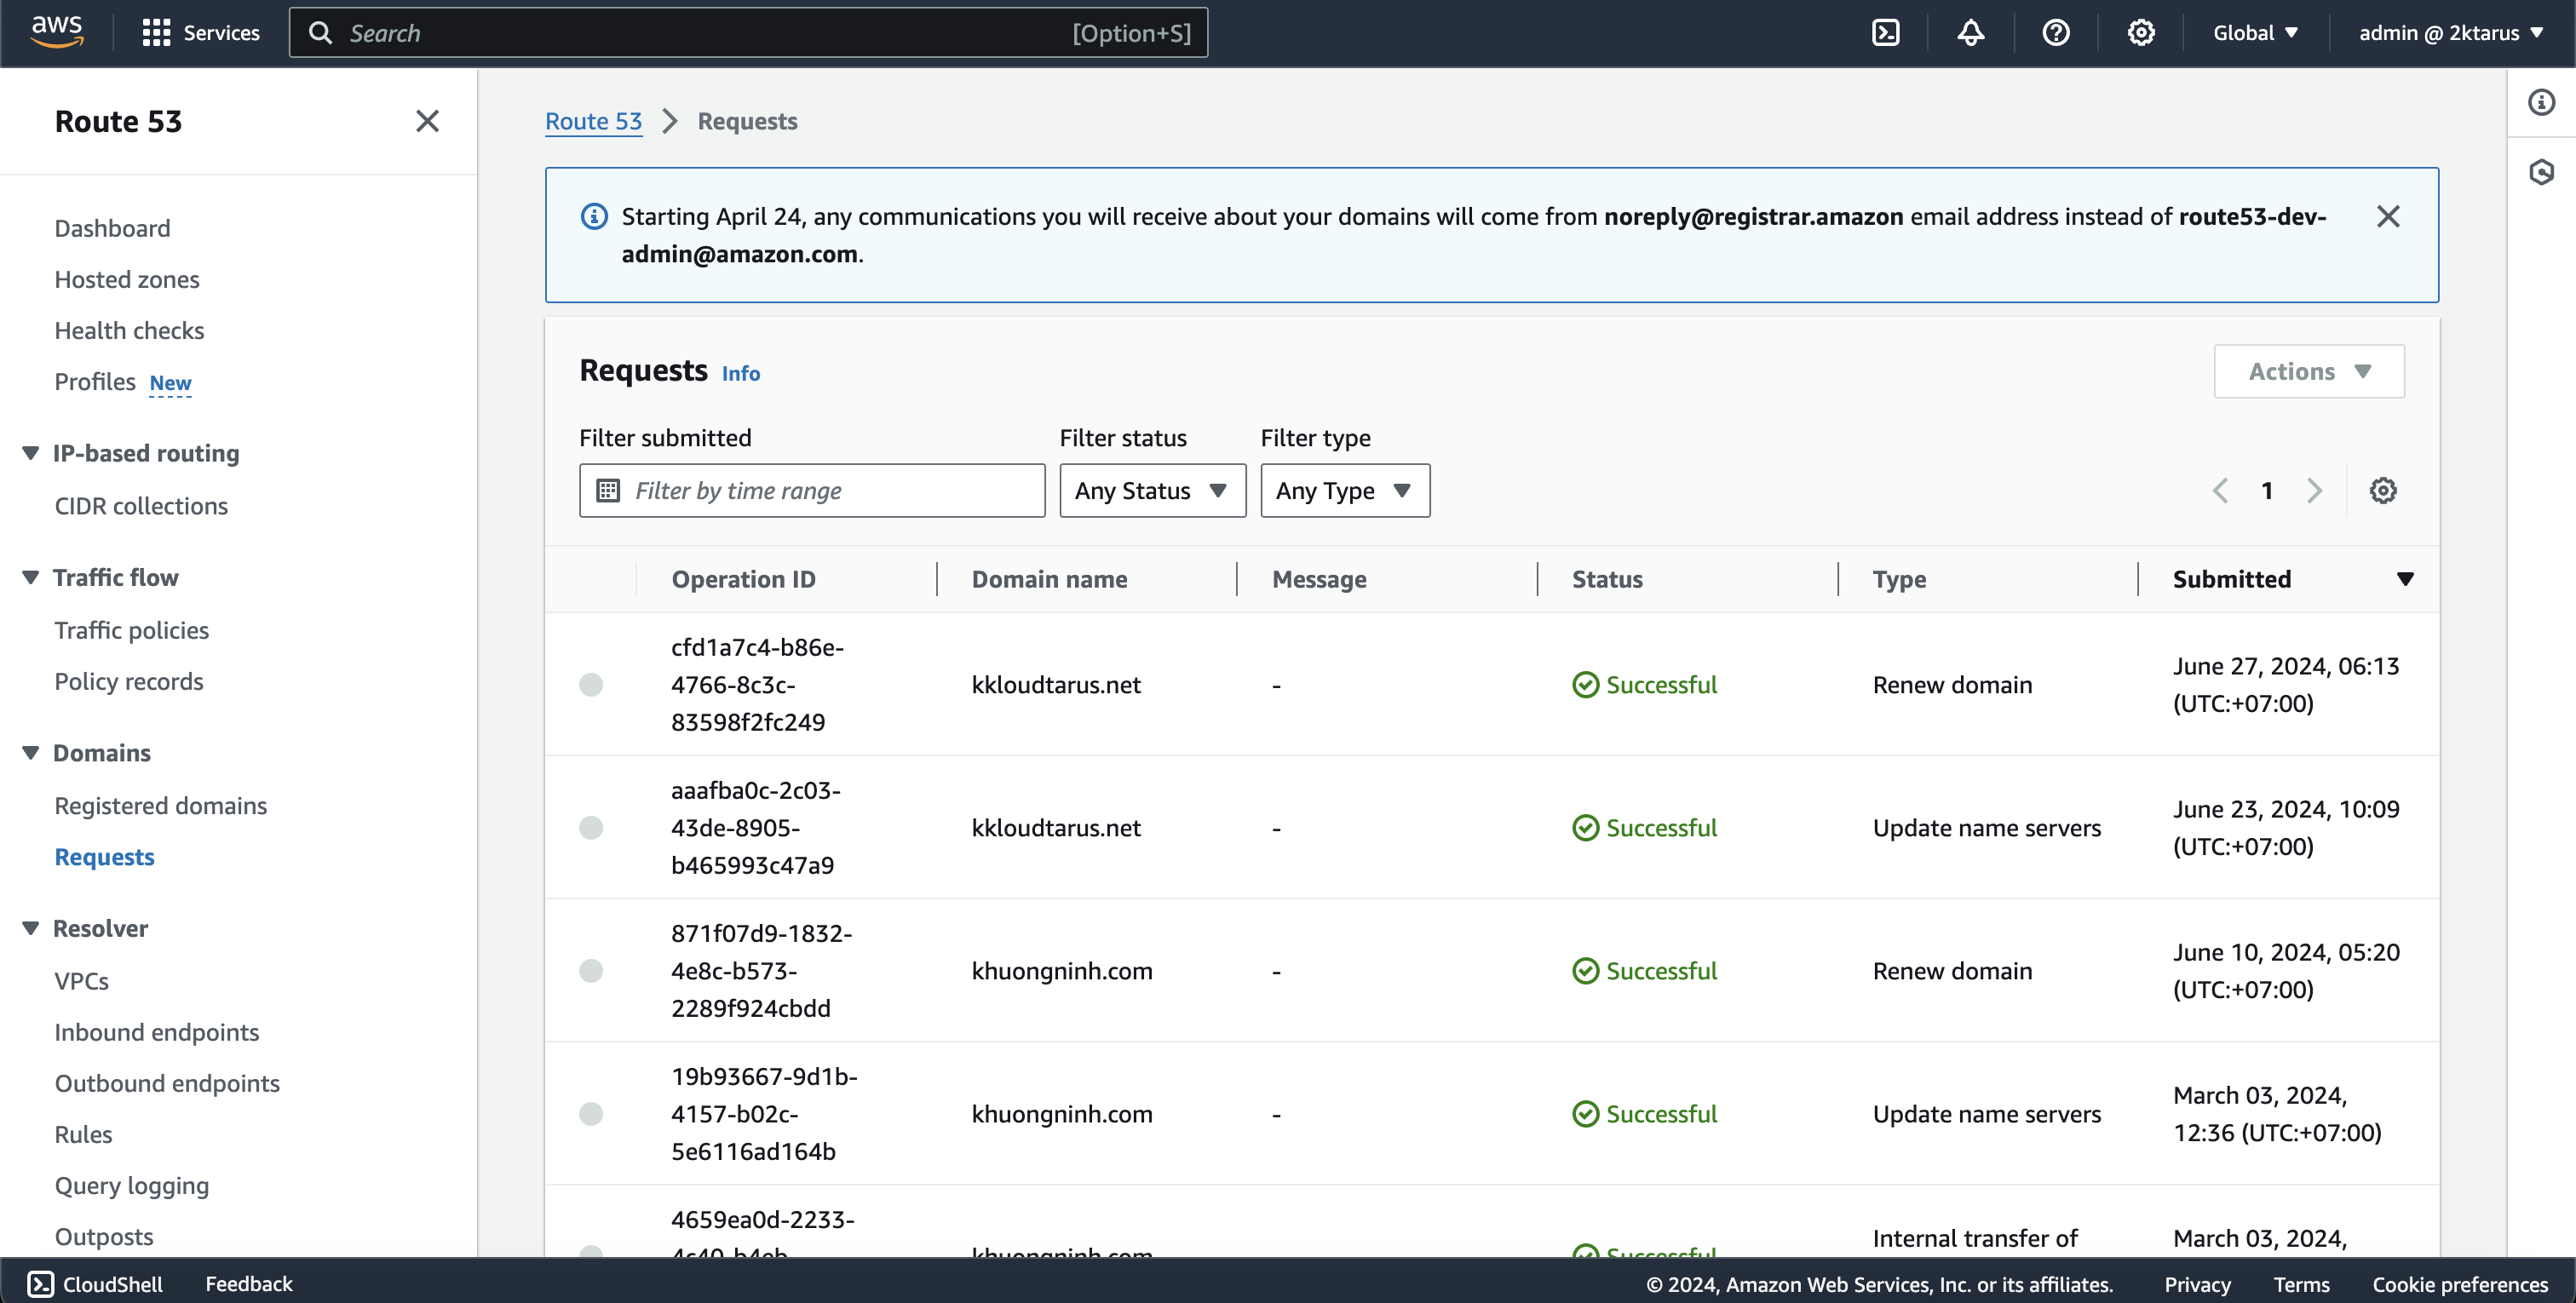 aws
Services
Search
[Option+S]
Global
admin @ 2ktarus
Route 53
Dashboard
Hosted zones
Health checks
Profiles New
IP-based routing
CIDR collections
Traffic flow
Traffic policies
Policy records
Domains
Registered domains
Requests
Resolver
VPCs
Inbound endpoints
Outbound endpoints
Rules
Query logging
Outposts
Route 53 > Requests
Starting April 24, any communications you will receive about your domains will come from noreply@registrar.amazon email address instead of route53-dev-
admin@amazon.com.
Requests Info
Actions
Filter submitted
Filter status
Filter type
Filter by time range
Any Status
Any Type
1
Operation ID
Domain name
Message
Status
Type
Submitted
cfd1a7c4-b86e-
4766-8c3c-
83598f2fc249
kkloudtarus.net
-
Successful
Renew domain
June 27, 2024, 06:13
(UTC:+07:00)
aaafba0c-2c03-
43de-8905-
b465993c47a9
kkloudtarus.net
-
Successful
Update name servers
June 23, 2024, 10:09
(UTC:+07:00)
871f07d9-1832-
4e8c-b573-
2289f924cbdd
khuongninh.com
-
Successful
Renew domain
June 10, 2024, 05:20
(UTC:+07:00)
19b93667-9d1b-
4157-b02c-
5e6116ad164b
khuongninh.com
-
Successful
Update name servers
March 03, 2024,
12:36 (UTC:+07:00)
4659ea0d-2233-
khuongninh.com
Successful
Internal transfer of
March 03, 2024,
CloudShell
Feedback
© 2024, Amazon Web Services, Inc. or its affiliates.
Privacy
Terms
Cookie preferences